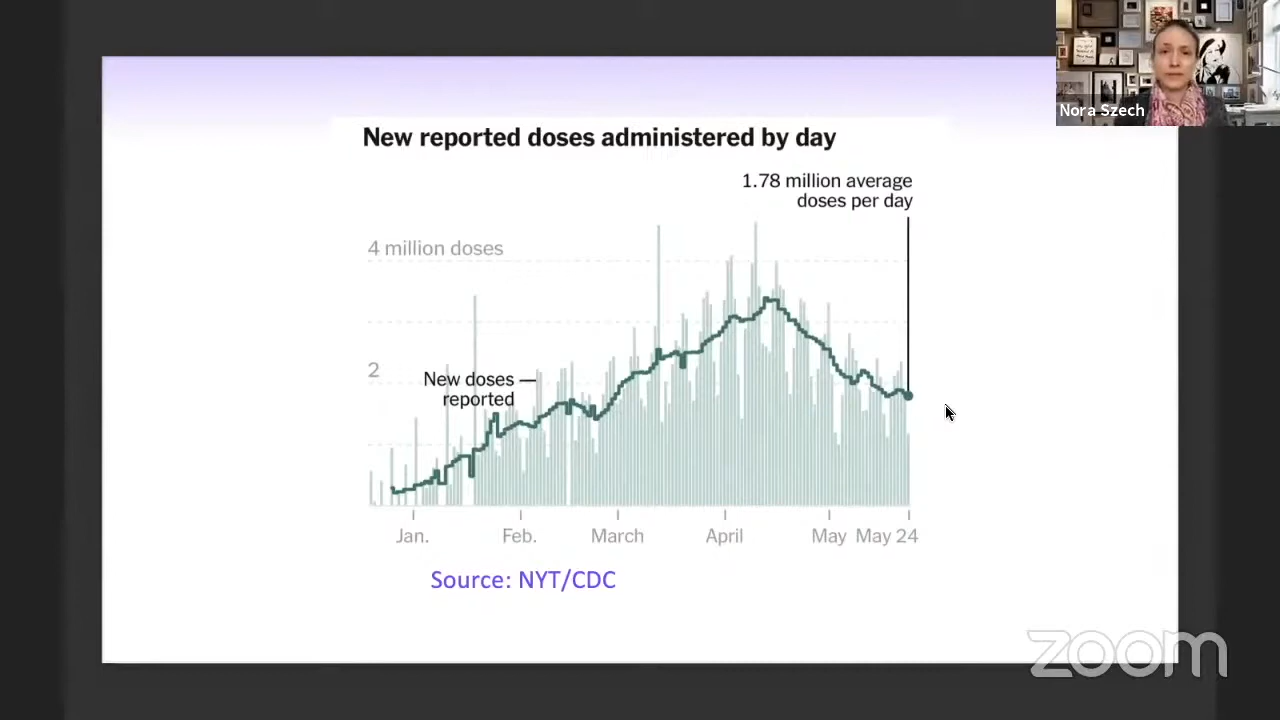 Nora Szech
New reported doses administered by day
1.78 million average
doses per day
4 million doses
2
New doses
reported
Jan. Feb. March April May May 24
Source: NYT/CDC
zoom